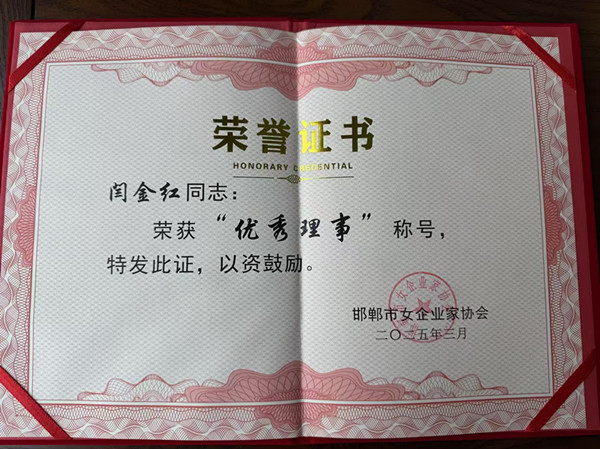 荣誉证书
HONORARY CREDENTIAL
闫金红同志：
荣获“优秀理事”称号，
特发此证，以资鼓励。
邯郸市女企业家协会
二〇二五年三月